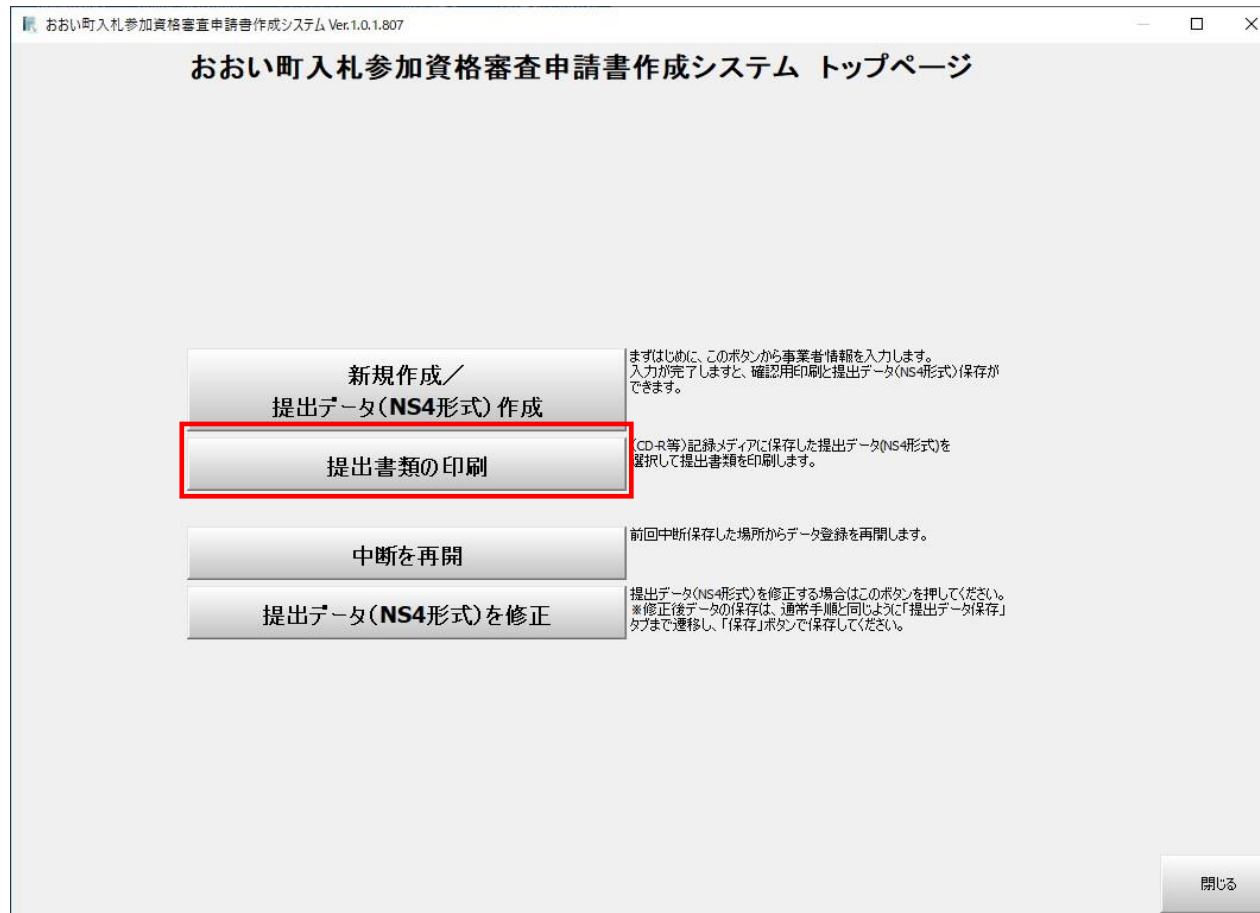 おおい町入札参加資格審査申請書作成システム Ver.1.0.1.807
おおい町入札参加資格審査申請書作成システム トップページ
新規作成／
提出データ(NS4形式)作成
まずはじめに、このボタンから事業者情報を入力します。
入力が完了しますと、確認用印刷と提出データ(NS4形式)保存が
できます。
提出書類の印刷
(CD-R等)記録メディアに保存した提出データ(NS4形式)を
選択して提出書類を印刷します。
中断を再開
前回中断保存した場所からデータ登録を再開します。
提出データ(NS4形式)を修正
提出データ(NS4形式)を修正する場合はこのボタンを押してください。
※修正後データの保存は、通常手順と同じように「提出データ保存」
タブまで遷移し、「保存」ボタンで保存してください。
閉じる